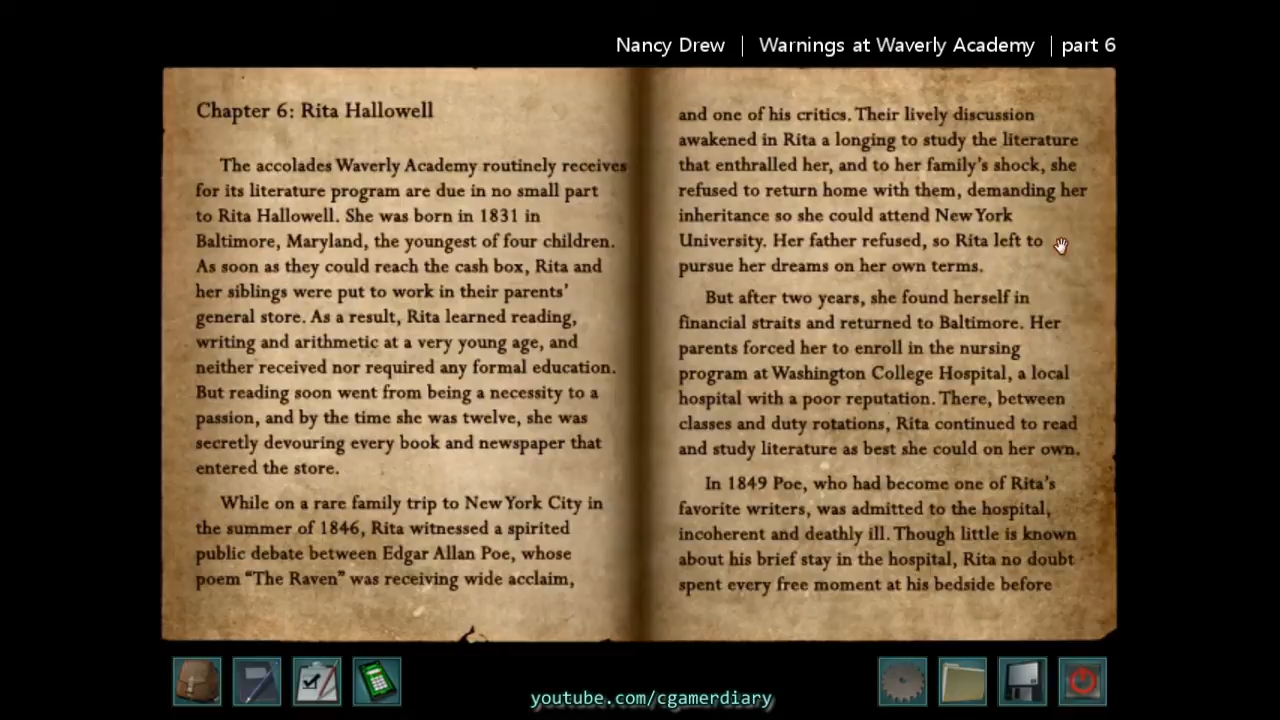 Nancy Drew | Warnings at Waverly Academy | part 6
Chapter 6: Rita Hallowell
The accolades Waverly Academy routinely receives
for its literature program are due in no small part
to Rita Hallowell. She was born in 1831 in
Baltimore, Maryland, the youngest of four children.
As soon as they could reach the cash box, Rita and
her siblings were put to work in their parents'
general store. As a result, Rita learned reading,
writing and arithmetic at a very young age, and
neither received nor required any formal education.
But reading soon went from being a necessity to a
passion, and by the time she was twelve, she was
secretly devouring every book and newspaper that
entered the store.
While on a rare family trip to New York City in
the summer of 1846, Rita witnessed a spirited
public debate between Edgar Allan Poe, whose
poem “The Raven” was receiving wide acclaim,
and one of his critics. Their lively discussion
awakened in Rita a longing to study the literature
that enthralled her, and to her family's shock, she
refused to return home with them, demanding her
inheritance so she could attend New York
University. Her father refused, so Rita left to
pursue her dreams on her own terms.
But after two years, she found herself in
financial straits and returned to Baltimore. Her
parents forced her to enroll in the nursing
program at Washington College Hospital, a local
hospital with a poor reputation. There, between
classes and duty rotations, Rita continued to read
and study literature as best she could on her own.
In 1849 Poe, who had become one of Rita's
favorite writers, was admitted to the hospital,
incoherent and deathly ill. Though little is known
about his brief stay in the hospital, Rita no doubt
spent every free moment at his bedside before
youtube.com/cgamerdiary